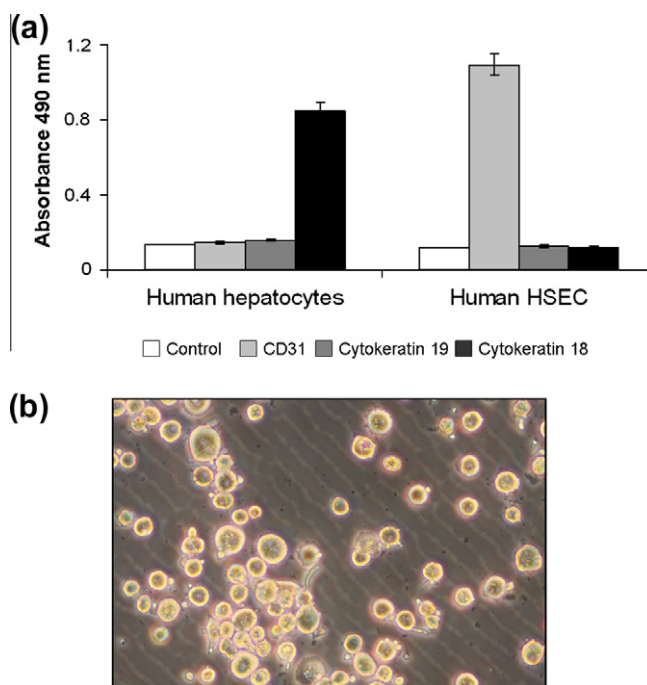 (a)
Absorbance 490 nm
1.2
0.8
0.4
0
Human hepatocytes Human HSEC
Control CD31 Cytokeratin 19 Cytokeratin 18
(b)